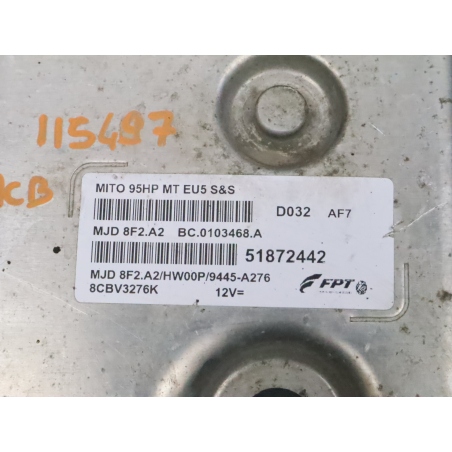 115497
KB
MITO 95HP MT EU5 S&S
D032 AF7
MJD 8F2.A2 BC.0103468.A
51872442
MJD 8F2.A2/HW00P/9445-A276
8CBV3276K 12V=
FPT